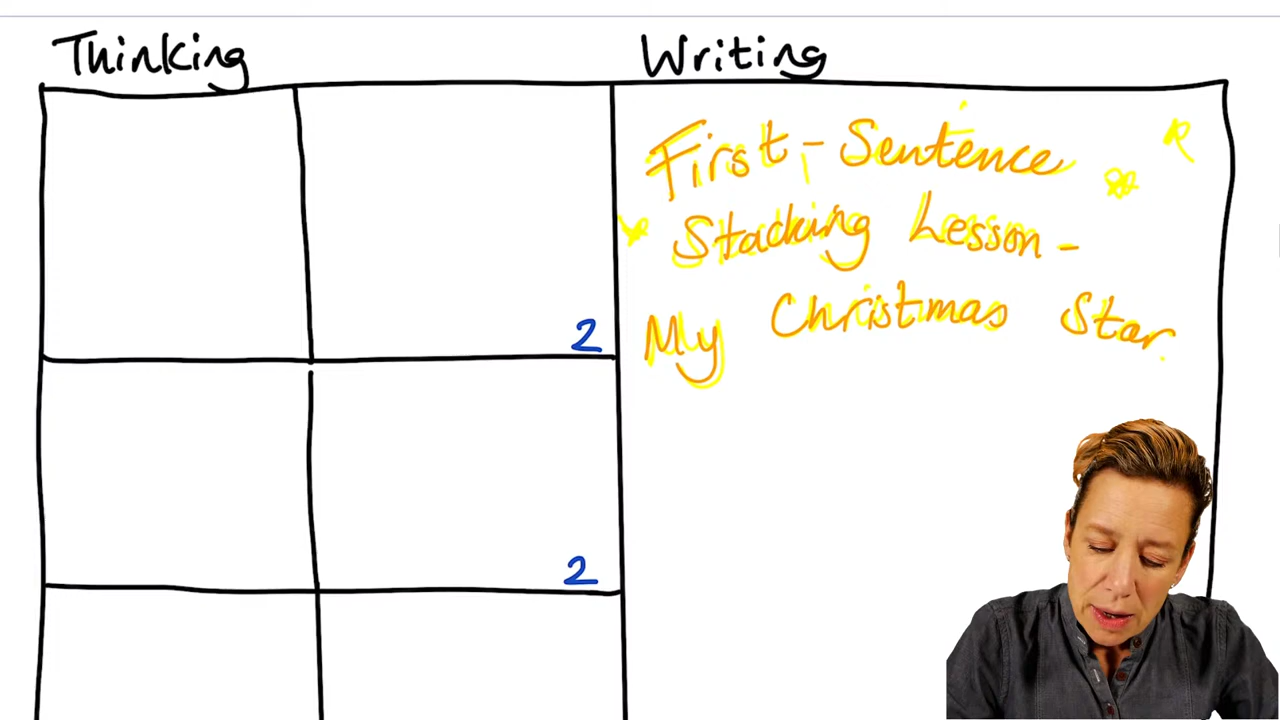 Thinking
Writing
First-Sentence
Stacking Lesson-
My Christmas Star.
2
2